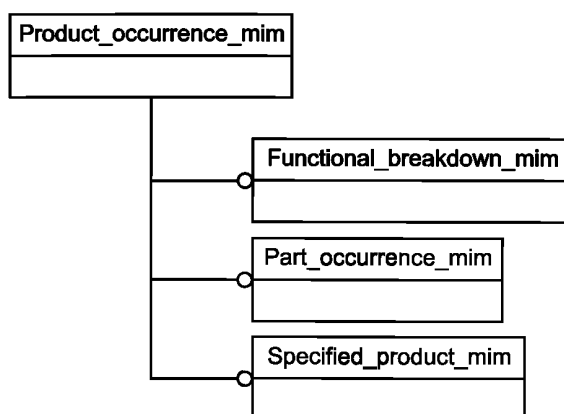 Product_occurrence_mim
Functional_breakdown_mim
Part_occurrence_mim
Specified_product_mim